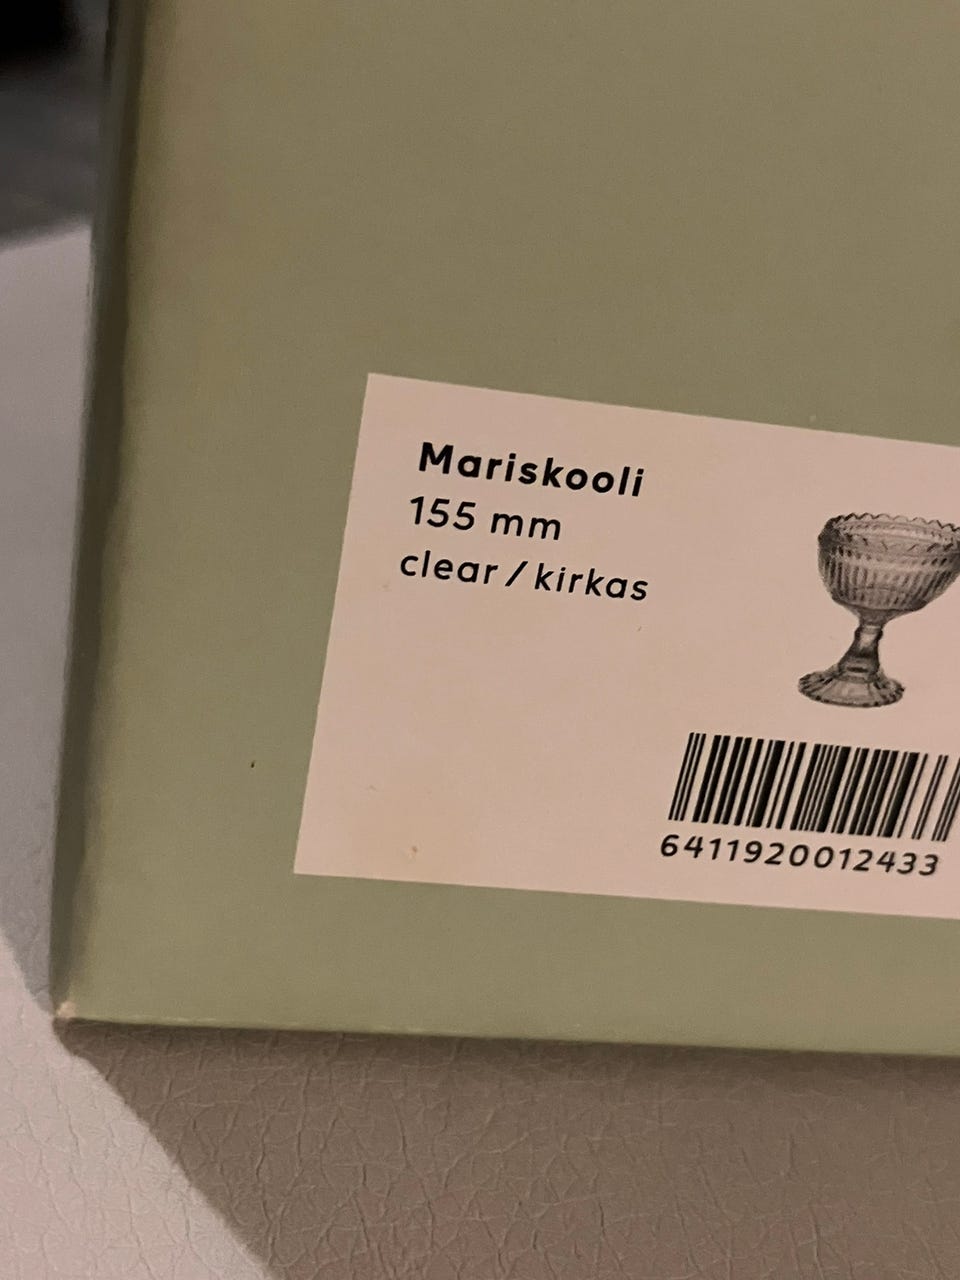 Mariskooli
155 mm
clear / kirkas
6411920012433